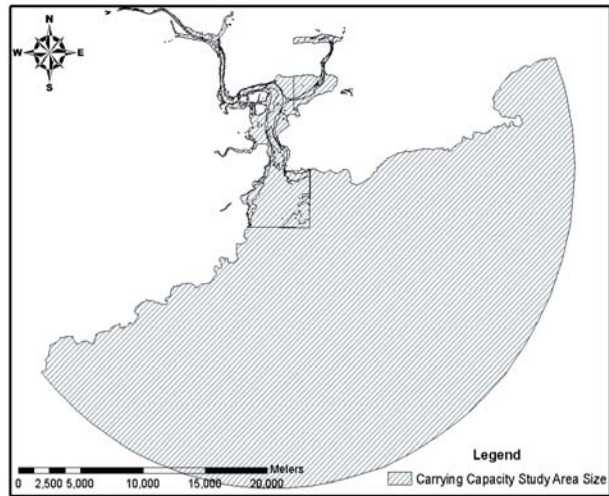 N
W E
S
Meters
0 2,500 5,000 10,000 15,000 20,000
Legend
Carrying Capacity Study Area Size